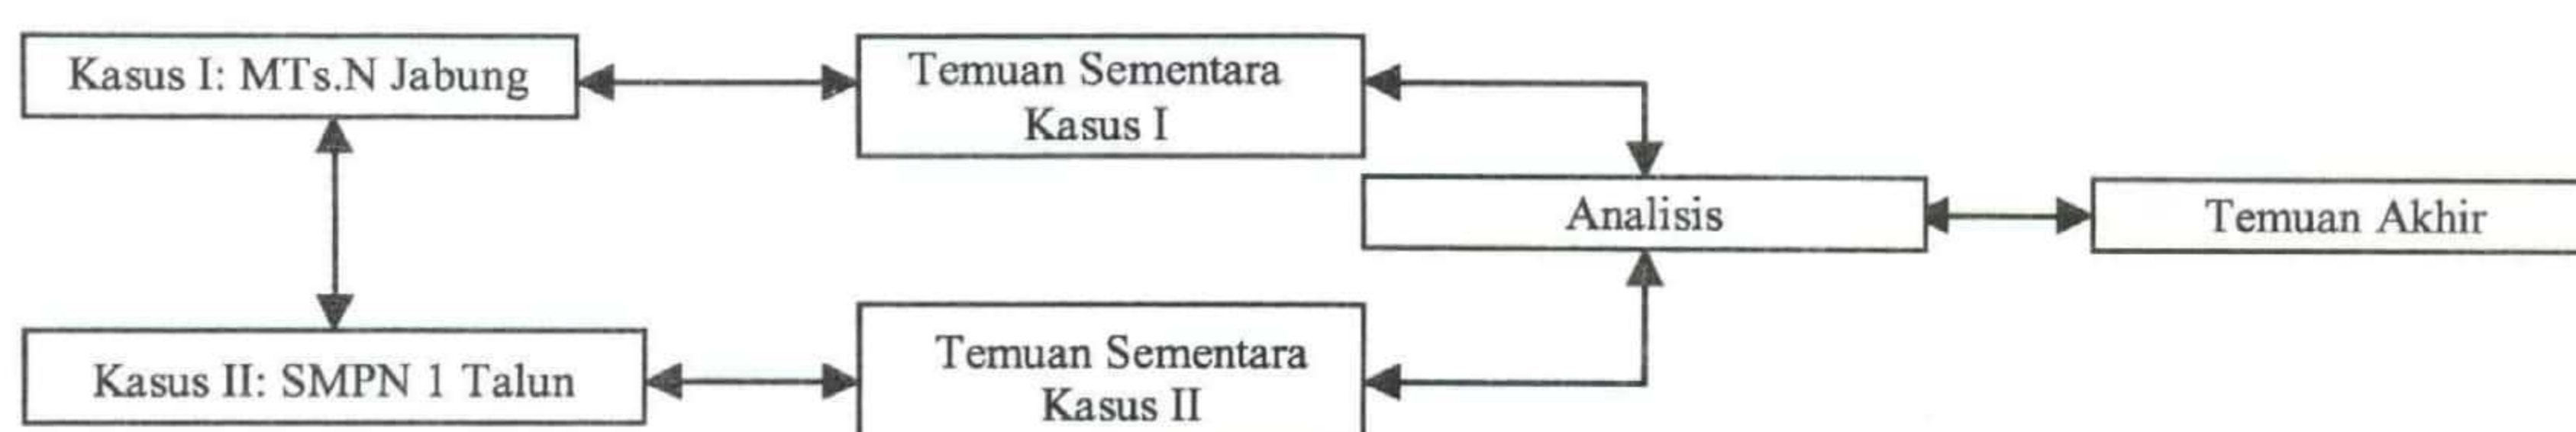 Kasus I: MTs.N Jabung
Temuan Sementara
Kasus I
Analisis
Temuan Akhir
Kasus II: SMPN 1 Talun
Temuan Sementara
Kasus II